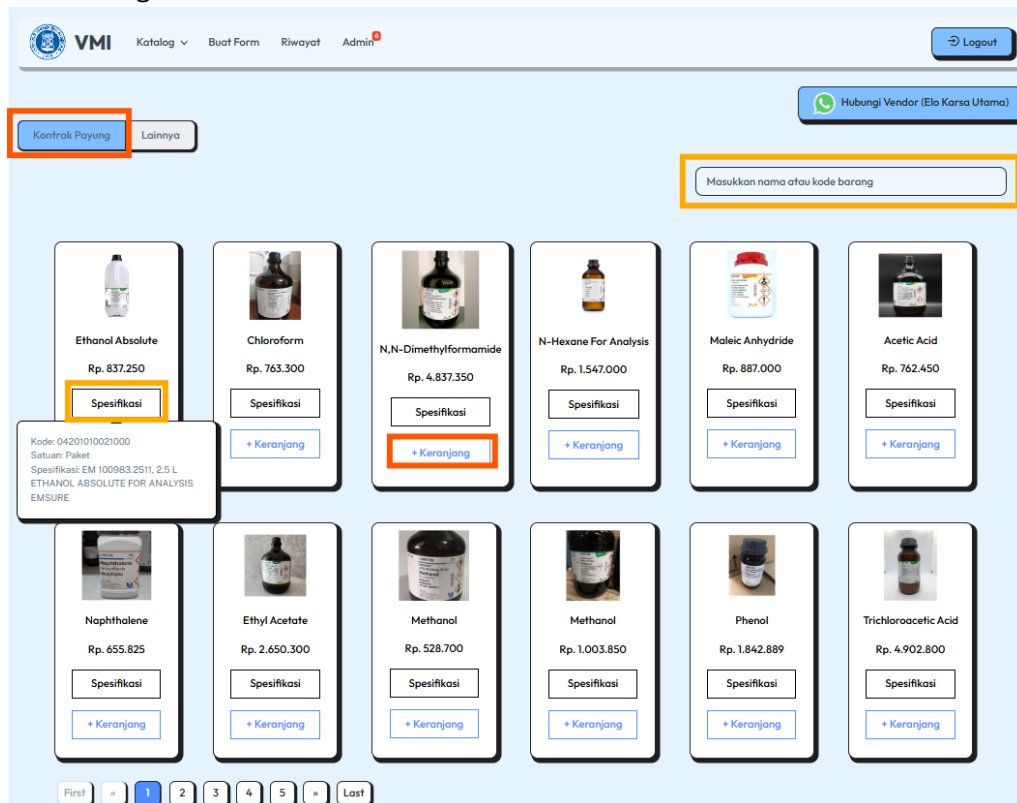 VMI
Katalog
Buat Form
Riwayat
Admin
Logout
Hubungi Vendor (Elo Karsa Utama)
Kontrak Payung
Lainnya
Masukkan nama atau kode barang
Ethanol Absolute
Rp. 837.250
Spesifikasi
Kode: 04201010021000
Satuan: Paket
Spesifikasi: EM 100983.2511, 2,5 L
ETHANOL ABSOLUTE FOR ANALYSIS
EMSURE
Chloroform
Rp. 763.300
Spesifikasi
+ Keranjang
N,N-Dimethylformamide
Rp. 4.837.350
Spesifikasi
+ Keranjang
N-Hexane For Analysis
Rp. 1.547.000
Spesifikasi
+ Keranjang
Maleic Anhydride
Rp. 887.000
Spesifikasi
+ Keranjang
Acetic Acid
Rp. 762.450
Spesifikasi
+ Keranjang
Naphthalene
Rp. 655.825
Spesifikasi
+ Keranjang
Ethyl Acetate
Rp. 2.650.300
Spesifikasi
+ Keranjang
Methanol
Rp. 528.700
Spesifikasi
+ Keranjang
Methanol
Rp. 1.003.850
Spesifikasi
+ Keranjang
Phenol
Rp. 1.842.889
Spesifikasi
+ Keranjang
Trichloroacetic Acid
Rp. 4.902.800
Spesifikasi
+ Keranjang
First « 1 2 3 4 5 » Last